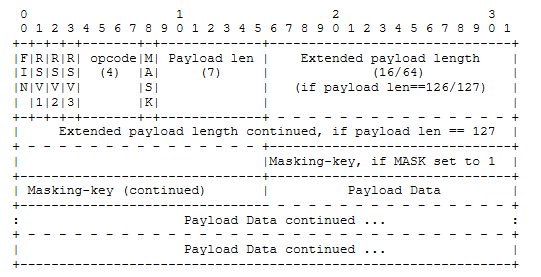 0                   1                   2                   3
 0 1 2 3 4 5 6 7 8 9 0 1 2 3 4 5 6 7 8 9 0 1 2 3 4 5 6 7 8 9 0 1
+-+-+-+-+-------+-+-------------+-------------------------------+
|F|R|R|R| opcode|M| Payload len |    Extended payload length    |
|I|S|S|S|  (4)  |A|     (7)     |             (16/64)           |
|N|V|V|V|       |S|             |   (if payload len==126/127)   |
| |1|2|3|       |K|             |                               |
+-+-+-+-+-------+-+-------------+ - - - - - - - - - - - - - - - +
|     Extended payload length continued, if payload len == 127  |
+ - - - - - - - - - - - - - - - +-------------------------------+
|                               |Masking-key, if MASK set to 1  |
+-------------------------------+-------------------------------+
| Masking-key (continued)       |          Payload Data         |
+-------------------------------- - - - - - - - - - - - - - - - +
:                     Payload Data continued ...                :
+ - - - - - - - - - - - - - - - - - - - - - - - - - - - - - - - +
|                     Payload Data continued ...                |
+---------------------------------------------------------------+